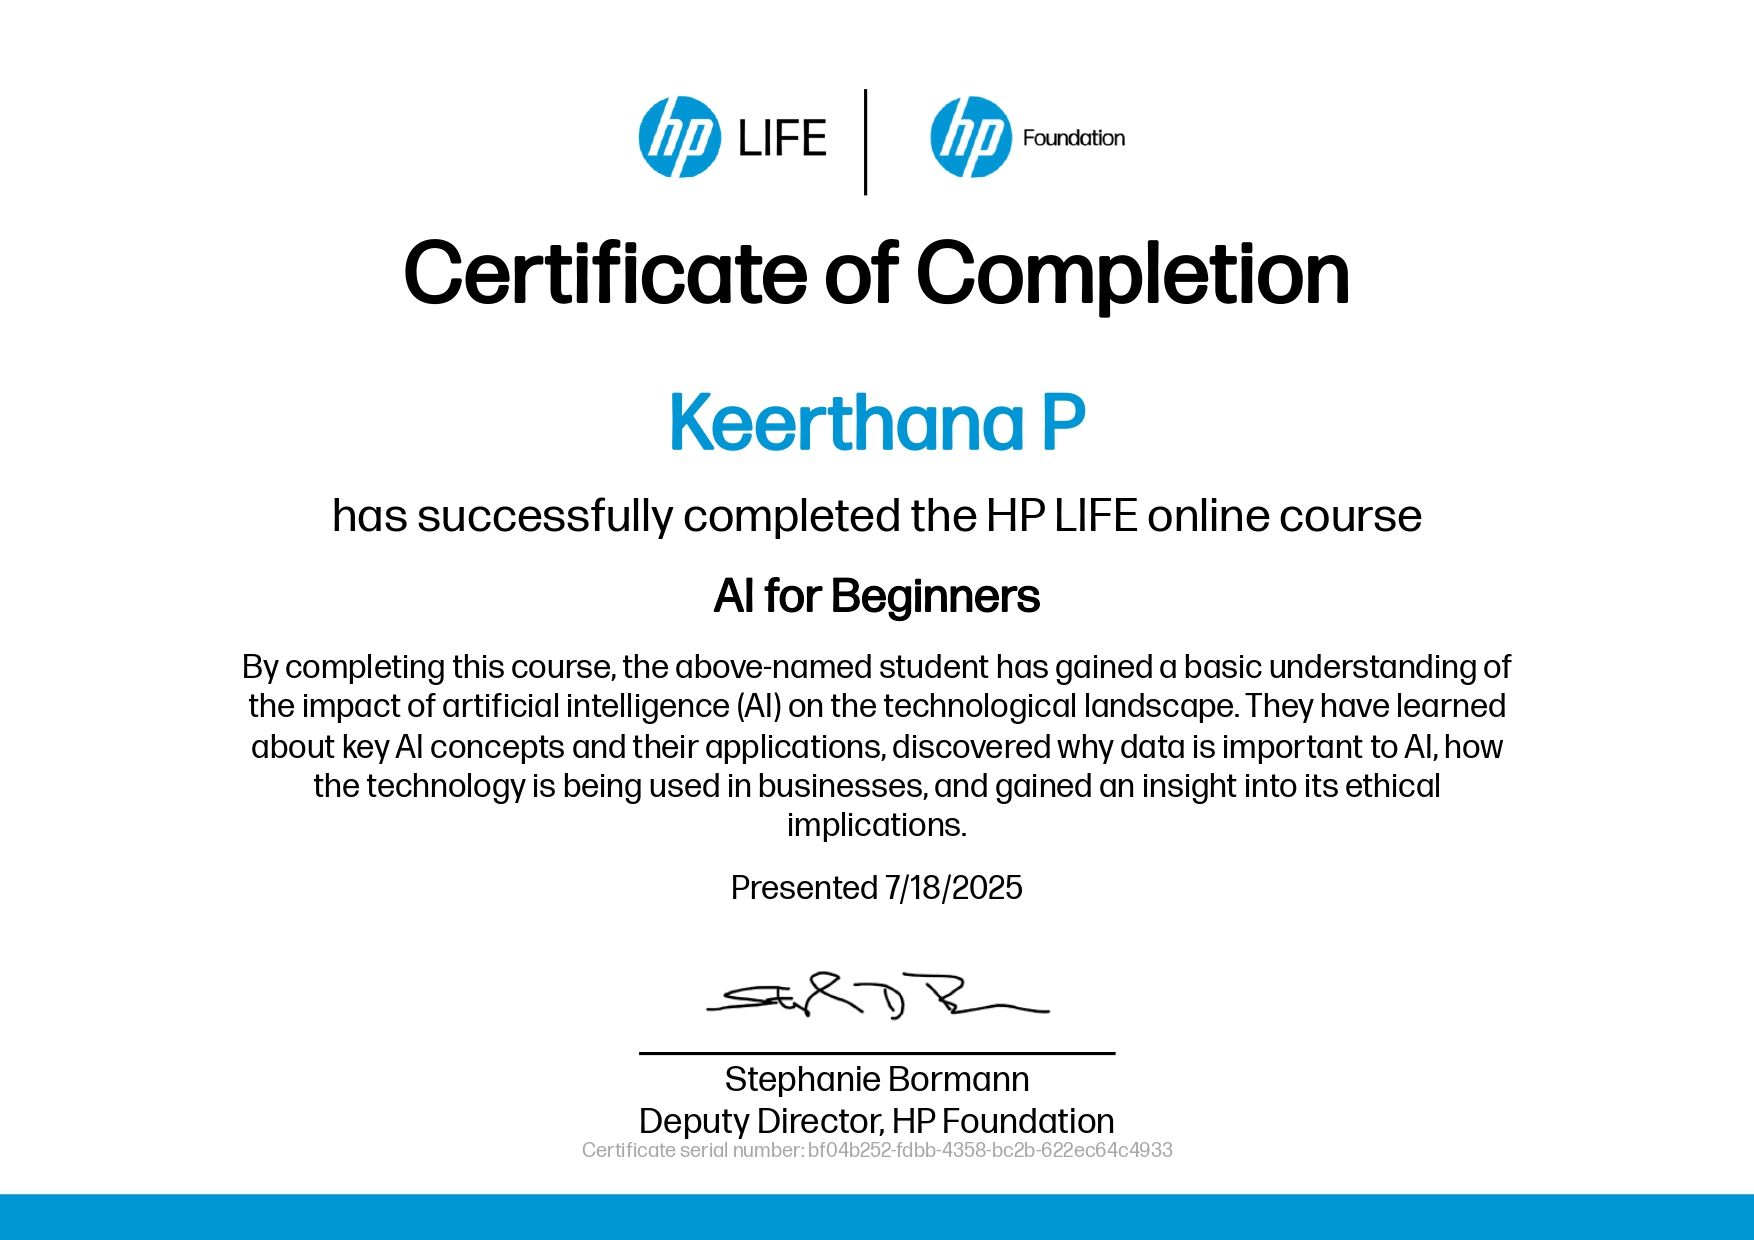 hp LIFE hp Foundation
Certificate of Completion
Keerthana P
has successfully completed the HP LIFE online course
AI for Beginners
By completing this course, the above-named student has gained a basic understanding of
the impact of artificial intelligence (AI) on the technological landscape. They have learned
about key AI concepts and their applications, discovered why data is important to AI, how
the technology is being used in businesses, and gained an insight into its ethical
implications.
Presented 7/18/2025
Stephanie Bormann
Deputy Director, HP Foundation
Certificate serial number: bf04b252-fdbb-4358-bc2b-622ec64c4933